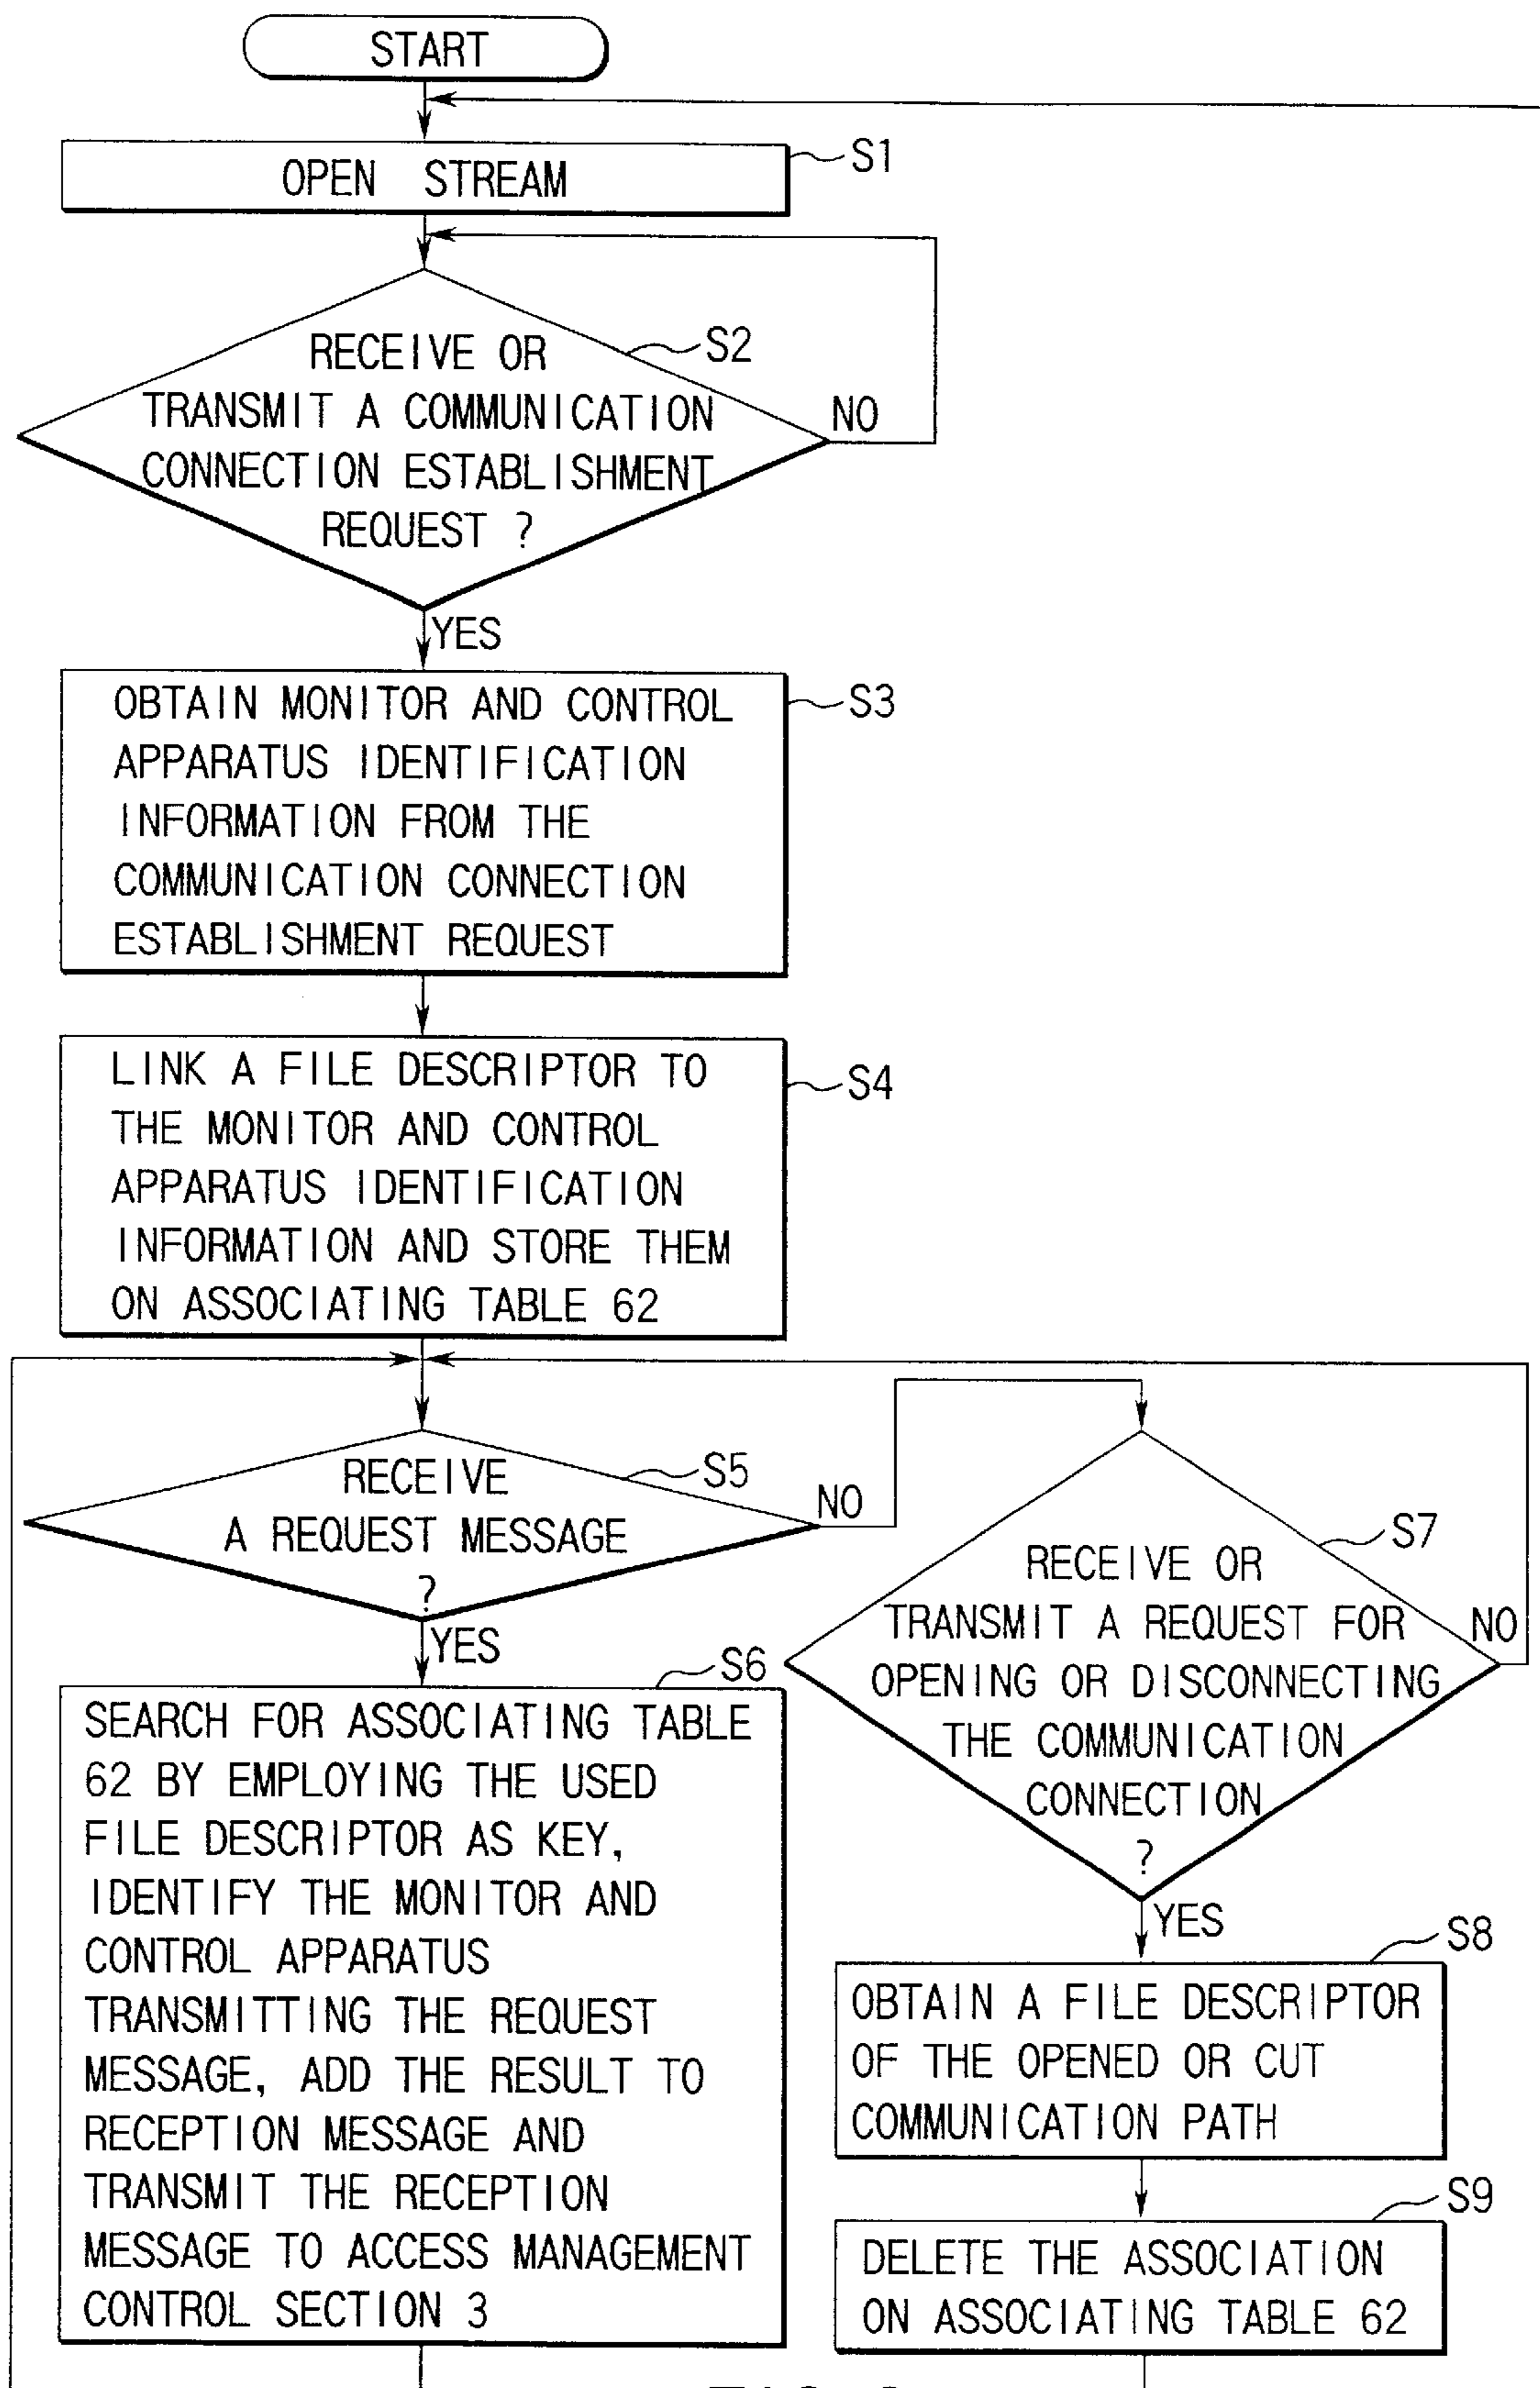 START
OPEN STREAM
S1
RECEIVE OR
TRANSMIT A COMMUNICATION
CONNECTION ESTABLISHMENT
REQUEST ?
S2
NO
YES
OBTAIN MONITOR AND CONTROL
APPARATUS IDENTIFICATION
INFORMATION FROM THE
COMMUNICATION CONNECTION
ESTABLISHMENT REQUEST
S3
LINK A FILE DESCRIPTOR TO
THE MONITOR AND CONTROL
APPARATUS IDENTIFICATION
INFORMATION AND STORE THEM
ON ASSOCIATING TABLE 62
S4
RECEIVE
A REQUEST MESSAGE
?
S5
NO
YES
S6
SEARCH FOR ASSOCIATING TABLE
62 BY EMPLOYING THE USED
FILE DESCRIPTOR AS KEY,
IDENTIFY THE MONITOR AND
CONTROL APPARATUS
TRANSMITTING THE REQUEST
MESSAGE, ADD THE RESULT TO
RECEPTION MESSAGE AND
TRANSMIT THE RECEPTION
MESSAGE TO ACCESS MANAGEMENT
CONTROL SECTION 3
S7
RECEIVE OR
TRANSMIT A REQUEST FOR
OPENING OR DISCONNECTING
THE COMMUNICATION
CONNECTION
?
NO
YES
S8
OBTAIN A FILE DESCRIPTOR
OF THE OPENED OR CUT
COMMUNICATION PATH
S9
DELETE THE ASSOCIATION
ON ASSOCIATING TABLE 62